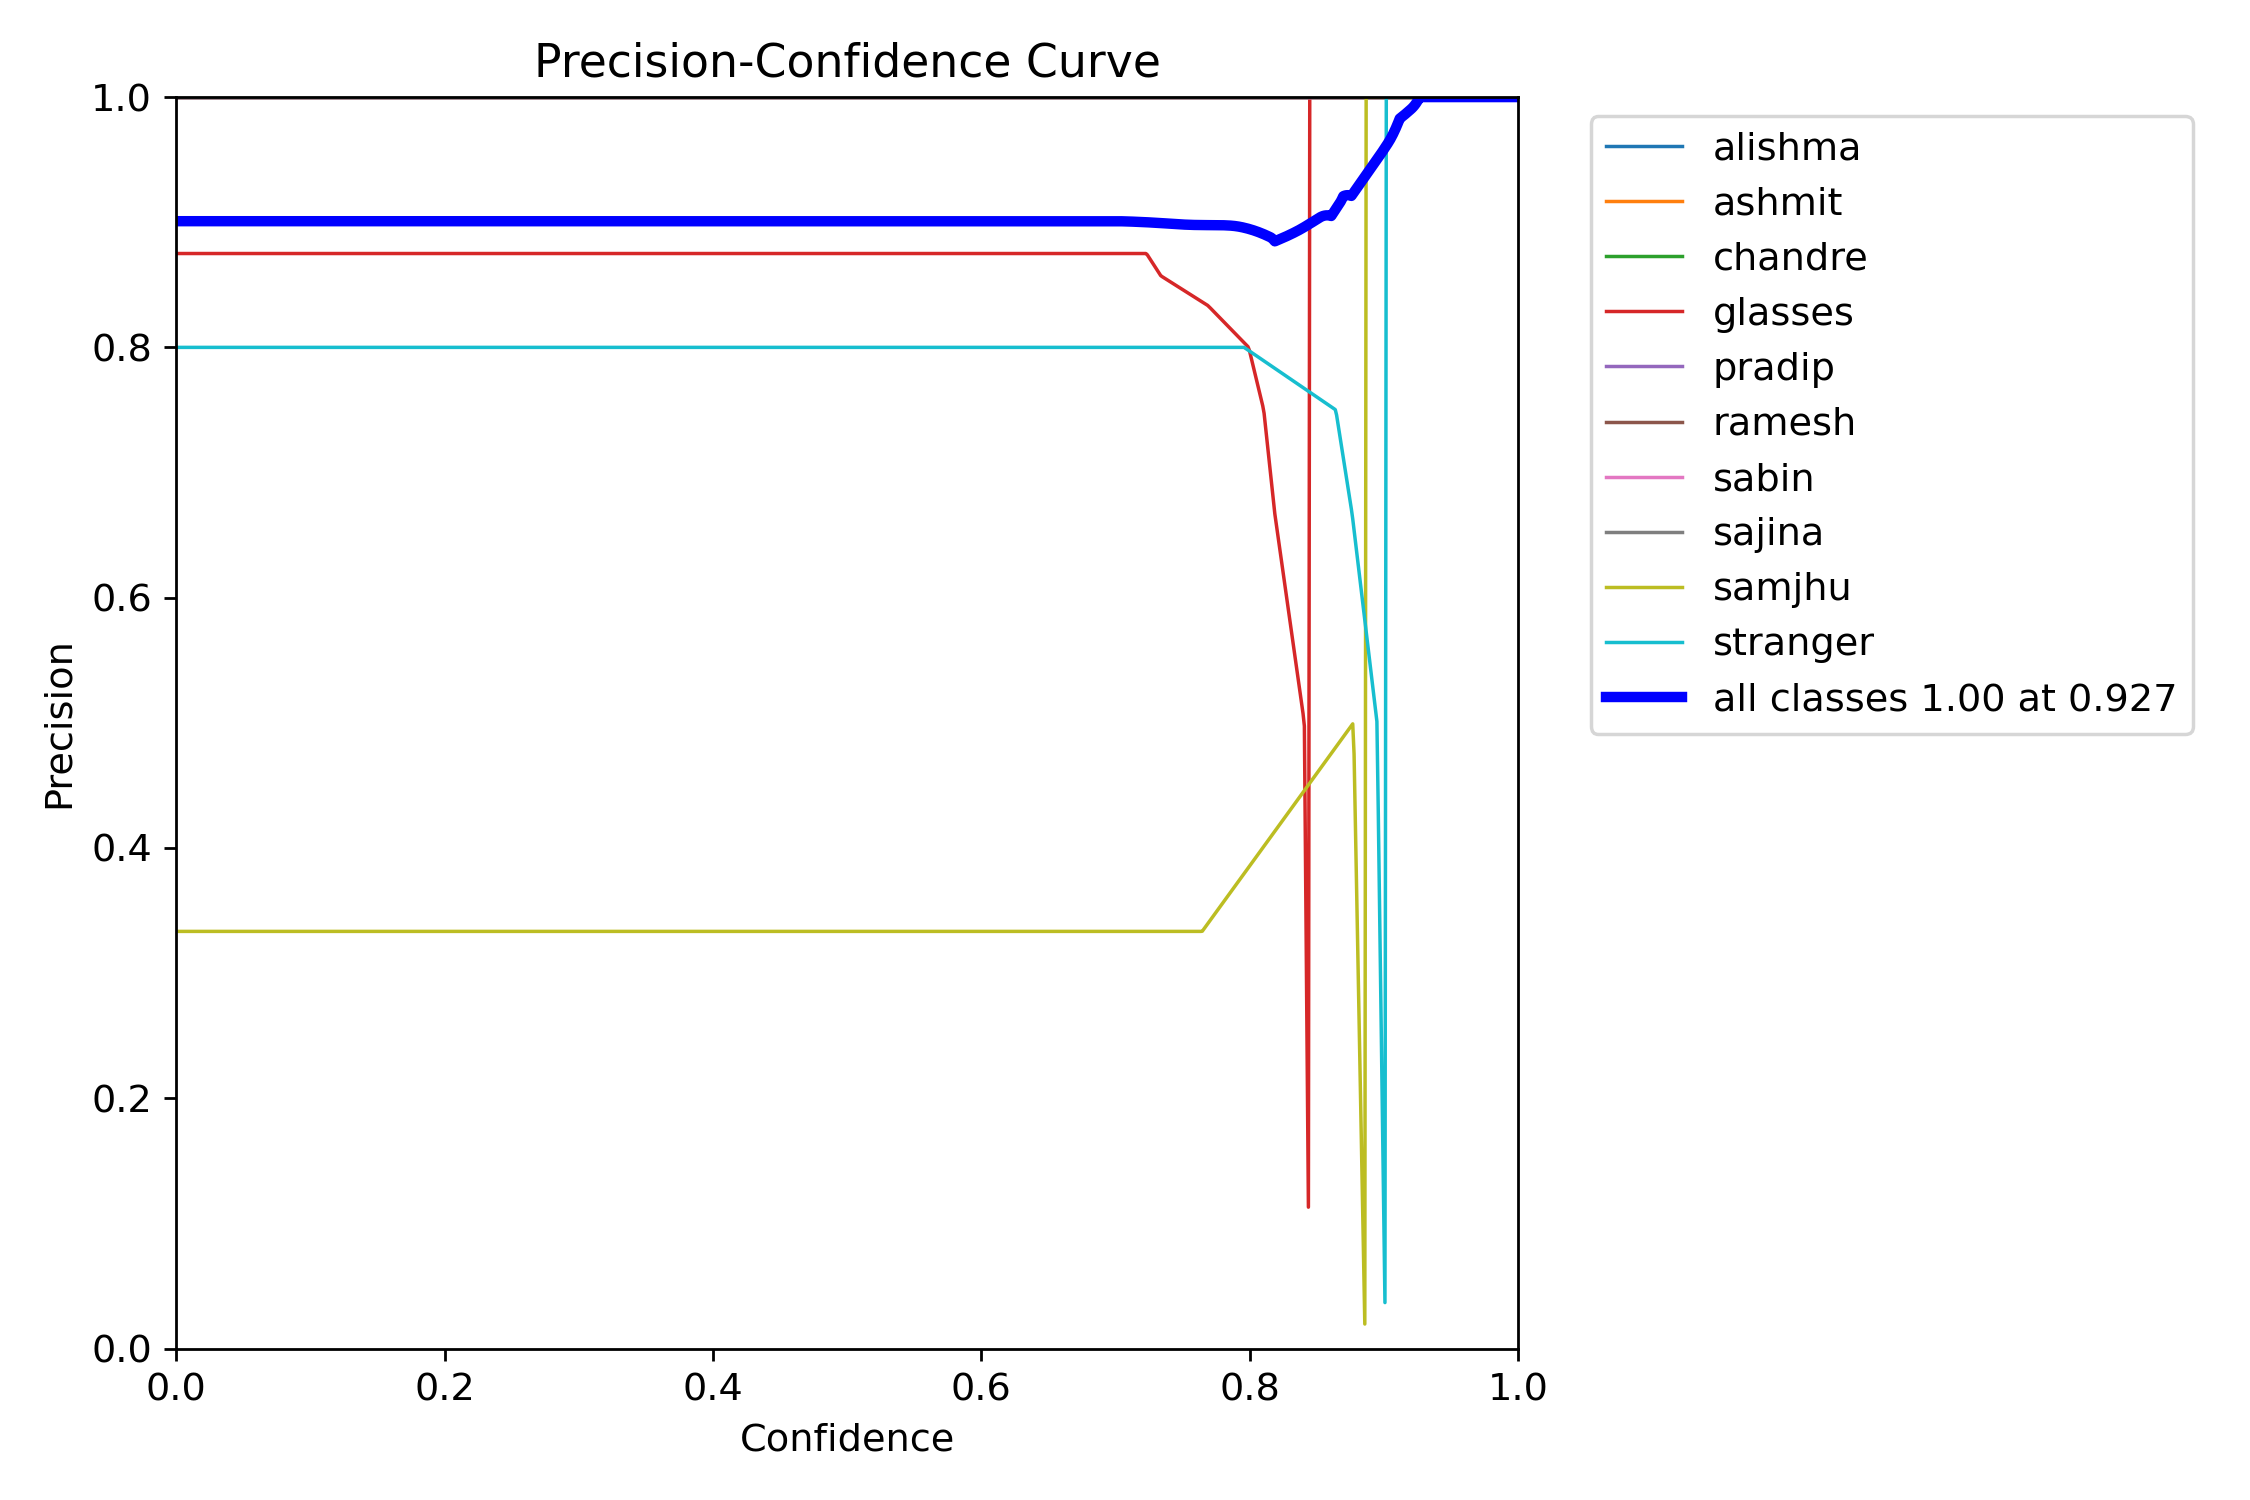 Precision-Confidence Curve
1.0
0.8
0.6
0.4
0.2
0.0
Precision
0.0 0.2 0.4 0.6 0.8 1.0
Confidence
alishma
ashmit
chandre
glasses
pradip
ramesh
sabin
sajina
samjhu
stranger
all classes 1.00 at 0.927